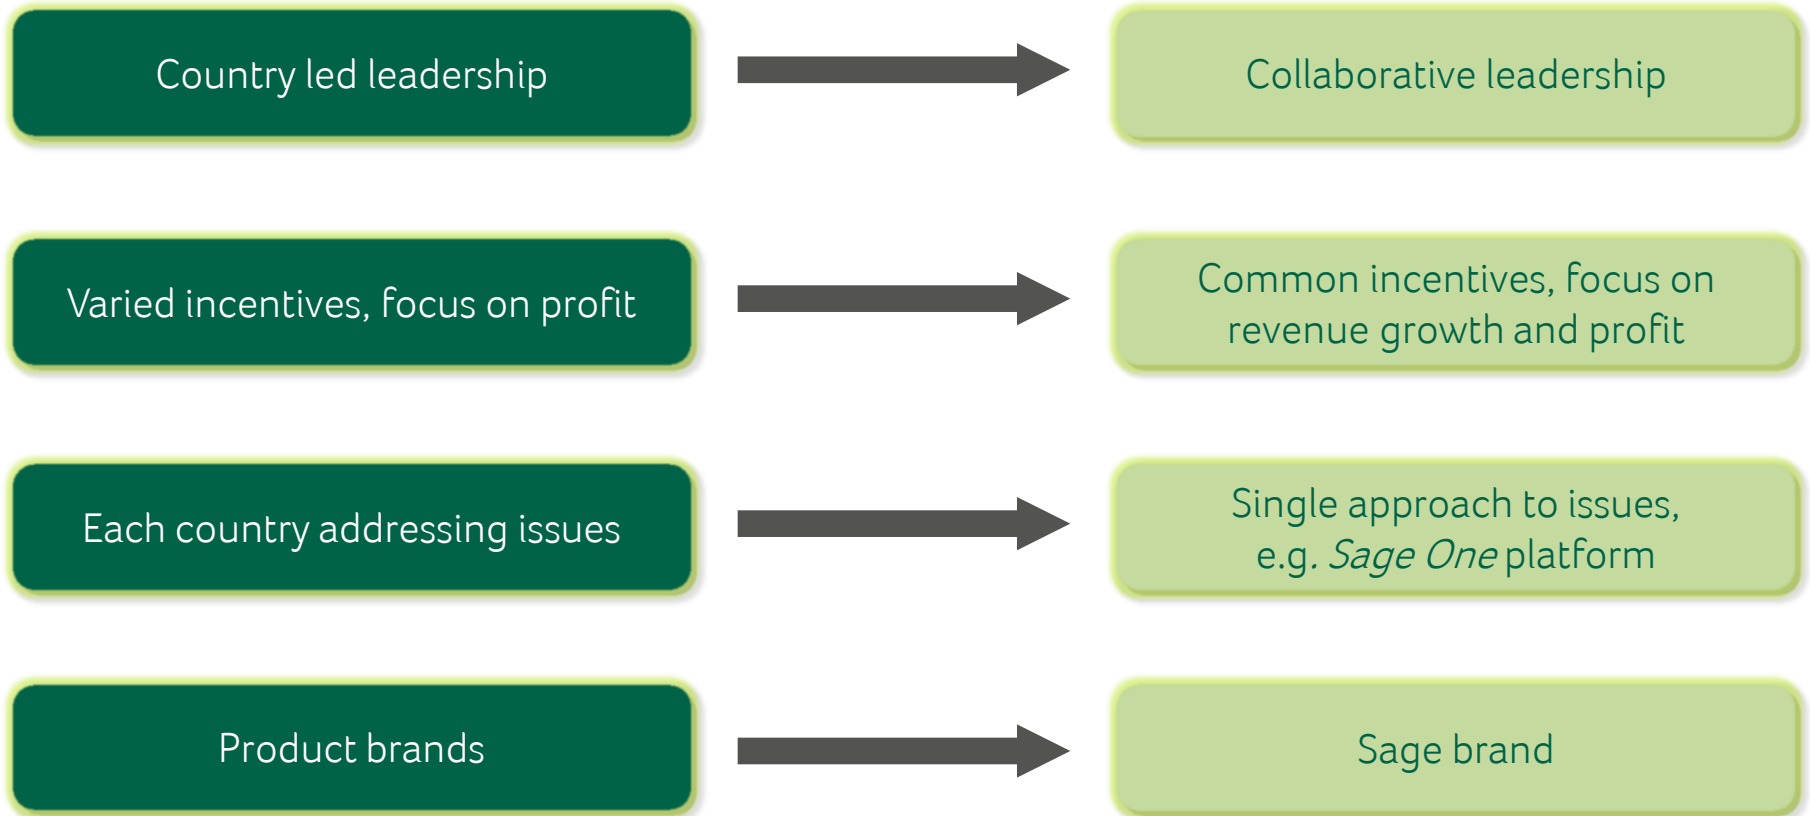 Country led leadership
Collaborative leadership
Varied incentives, focus on profit
Common incentives, focus on
revenue growth and profit
Each country addressing issues
Single approach to issues,
e.g. Sage One platform
Product brands
Sage brand